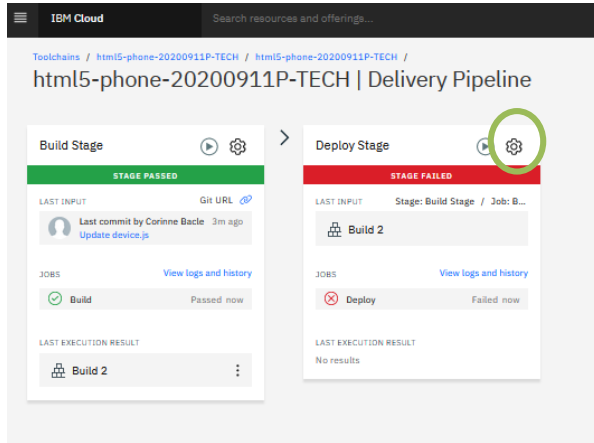 IBM Cloud
Search resources and offerings...
Toolchains / html5-phone-20200911P-TECH / html5-phone-20200911P-TECH /
html5-phone-20200911P-TECH | Delivery Pipeline
Build Stage
STAGE PASSED
LAST INPUT Git URL
Last commit by Corinne Bacle 3m ago
Update device.js
JOBS View logs and history
Build Passed now
LAST EXECUTION RESULT
Build 2
Deploy Stage
STAGE FAILED
LAST INPUT Stage: Build Stage / Job: B...
Build 2
JOBS View logs and history
Deploy Failed now
LAST EXECUTION RESULT
No results